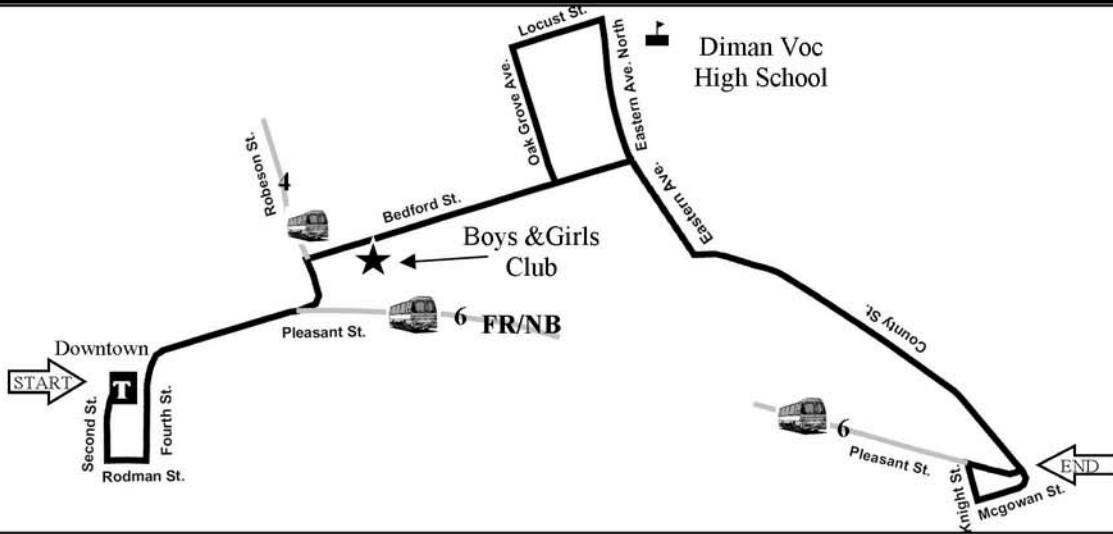 Locust St.
Eastern Ave. North
Diman Voc
High School
Oak Grove Ave.
Robeson St.
4
Bedford St.
Eastern Ave.
Boys &Girls
Club
6 FR/NB
Pleasant St.
County St.
Downtown
START
T
Second St.
Fourth St.
Rodman St.
6
Pleasant St.
Knight St.
END
Mcgowan St.